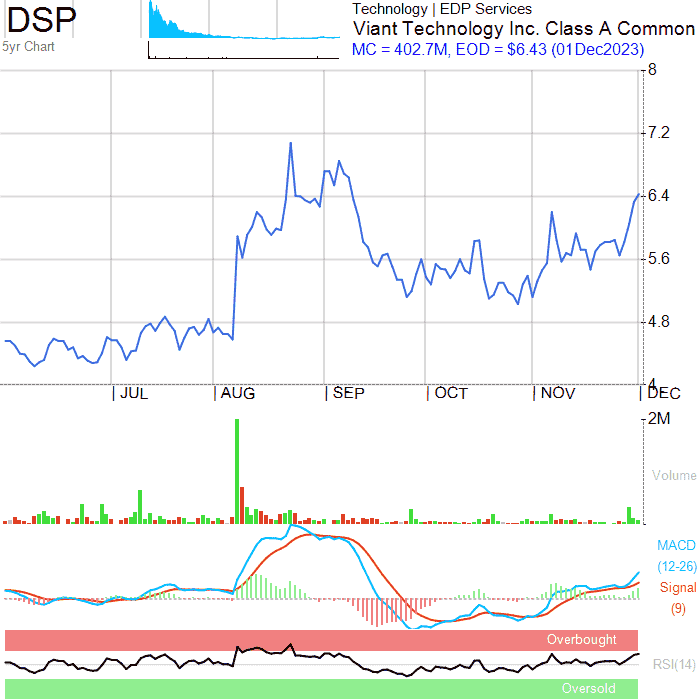 DSP
5yr Chart
Technology | EDP Services
Viant Technology Inc. Class A Common
MC = 402.7M, EOD = $6.43 (01Dec2023)
8
7.2
6.4
5.6
4.8
4
| JUL | AUG | SEP | OCT | NOV | DEC
2M
Volume
MACD
(12-26)
Signal
(9)
Overbought
RSI(14)
Oversold